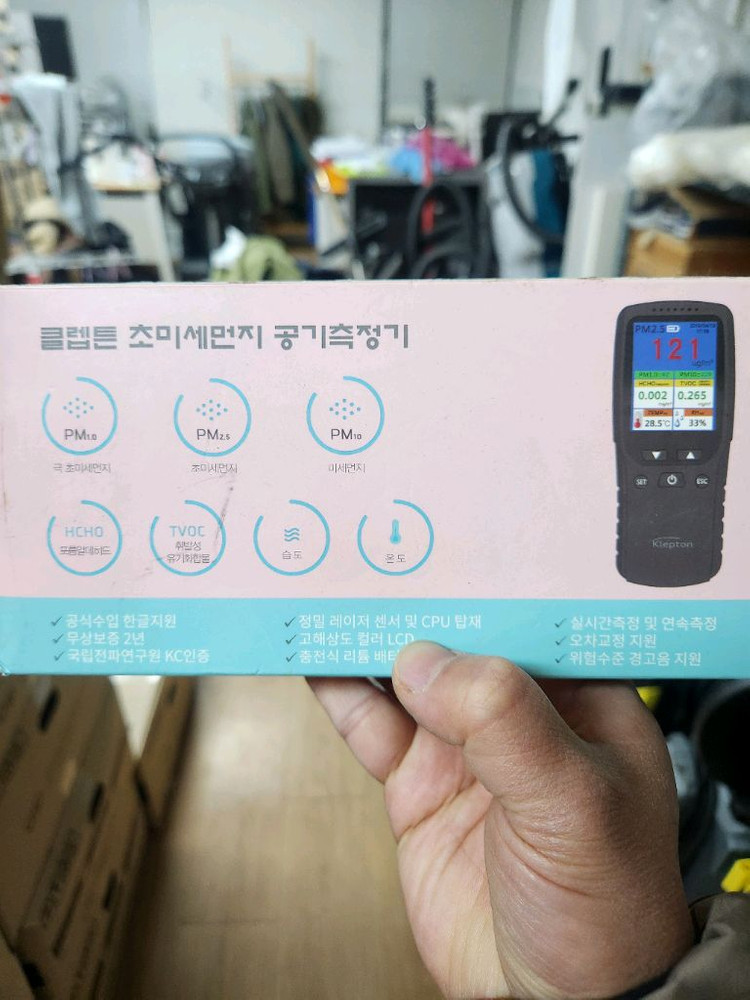 클렙튼 초미세먼지 공기측정기
PM1.0
PM2.5
PM10
극 초미세먼지
초미세먼지
미세먼지
HCHO
포름알데히드
TVOC
휘발성
유기화합물
습도
온도
공식수입 한글지원
무상보증 2년
국립전파연구원 KC인증
정밀 레이저 센서 및 CPU 탑재
고해상도 컬러 LCD
충전식 리튬
실시간측정 및 연속측정
오차교정 지원
위험수준 경고음 지원
PM2.5
121
HCHO TVOC
0.002 0.265
28.5℃ 33%
SET ESC
Klepton